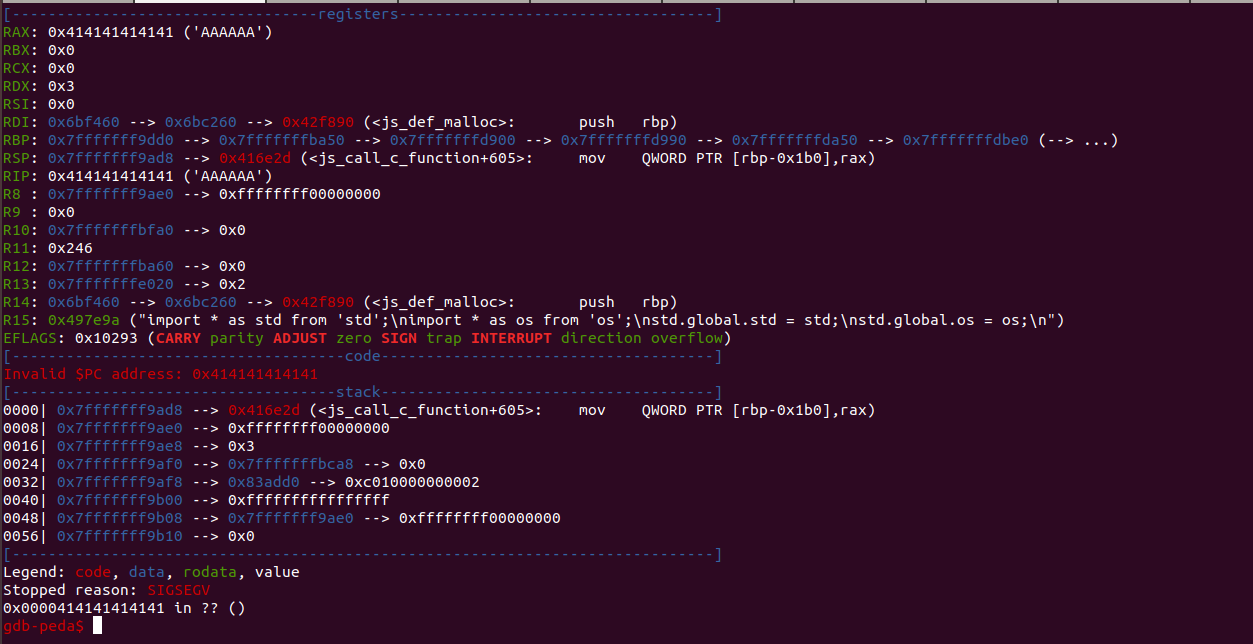 [----------------------------------registers-----------------------------------]
RAX: 0x414141414141 ('AAAAAA')
RBX: 0x0
RCX: 0x0
RDX: 0x3
RSI: 0x0
RDI: 0x6bf460 --> 0x6bc260 --> 0x42f890 (<js_def_malloc>:       push   rbp)
RBP: 0x7fffffff9dd0 --> 0x7fffffffba50 --> 0x7fffffffd900 --> 0x7fffffffd990 --> 0x7fffffffda50 --> 0x7fffffffdbe0 (--> ...)
RSP: 0x7fffffff9ad8 --> 0x416e2d (<js_call_c_function+605>:     mov    QWORD PTR [rbp-0x1b0],rax)
RIP: 0x414141414141 ('AAAAAA')
R8 : 0x7fffffff9ae0 --> 0xffffffff00000000
R9 : 0x0
R10: 0x7fffffffbfa0 --> 0x0
R11: 0x246
R12: 0x7fffffffba60 --> 0x0
R13: 0x7fffffffe020 --> 0x2
R14: 0x6bf460 --> 0x6bc260 --> 0x42f890 (<js_def_malloc>:       push   rbp)
R15: 0x497e9a ("import * as std from 'std';\nimport * as os from 'os';\nstd.global.std = std;\nstd.global.os = os;\n")
EFLAGS: 0x10293 (CARRY parity ADJUST zero SIGN trap INTERRUPT direction overflow)
[-------------------------------------code-------------------------------------]
Invalid $PC address: 0x414141414141
[------------------------------------stack-------------------------------------]
0000| 0x7fffffff9ad8 --> 0x416e2d (<js_call_c_function+605>:    mov    QWORD PTR [rbp-0x1b0],rax)
0008| 0x7fffffff9ae0 --> 0xffffffff00000000
0016| 0x7fffffff9ae8 --> 0x3
0024| 0x7fffffff9af0 --> 0x7fffffffbca8 --> 0x0
0032| 0x7fffffff9af8 --> 0x83add0 --> 0xc010000000002
0040| 0x7fffffff9b00 --> 0xffffffffffffffff
0048| 0x7fffffff9b08 --> 0x7fffffff9ae0 --> 0xffffffff00000000
0056| 0x7fffffff9b10 --> 0x0
[------------------------------------------------------------------------------]
Legend: code, data, rodata, value
Stopped reason: SIGSEGV
0x0000414141414141 in ?? ()
gdb-peda$